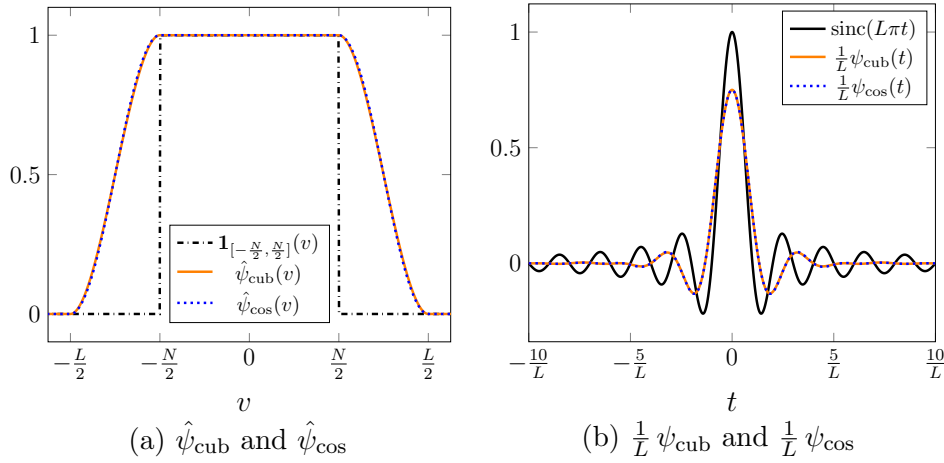 1
0.5
0
𝟏_{[−N/2, N/2]}(v)
ψ̂_cub(v)
ψ̂_cos(v)
−L/2 −N/2 0 N/2 L/2
v
(a) ψ̂_cub and ψ̂_cos
1
0.5
0
sinc(Lπt)
1/L ψ_cub(t)
1/L ψ_cos(t)
−10/L −5/L 0 5/L 10/L
t
(b) 1/L ψ_cub and 1/L ψ_cos